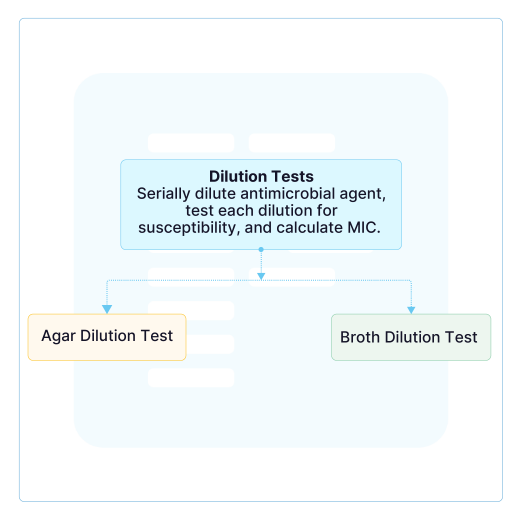 Dilution Tests
Serially dilute antimicrobial agent,
test each dilution for
susceptibility, and calculate MIC.
Agar Dilution Test
Broth Dilution Test